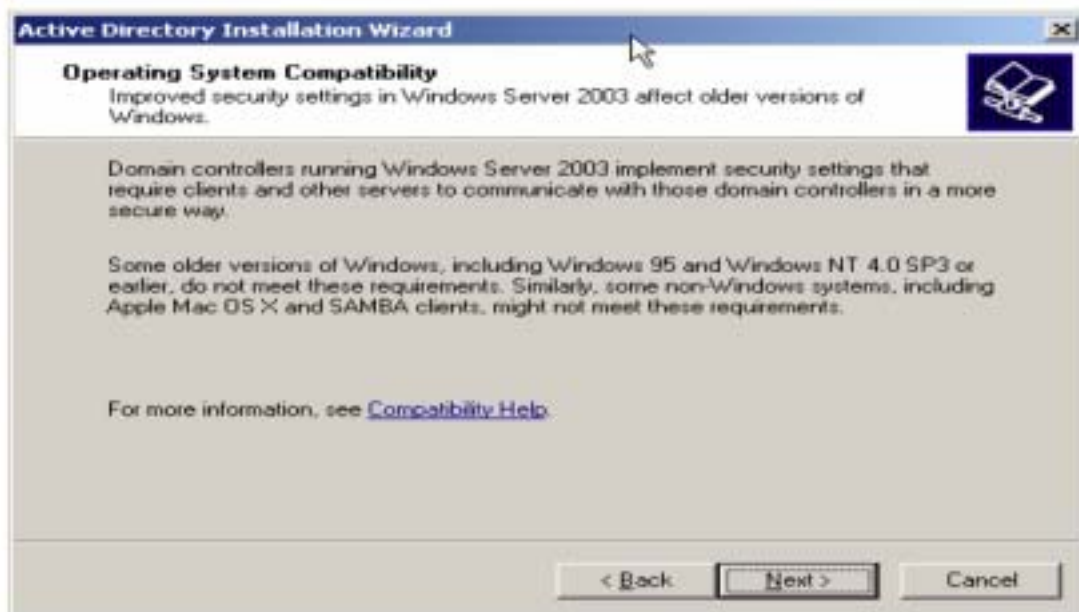 Active Directory Installation Wizard
Operating System Compatibility
Improved security settings in Windows Server 2003 affect older versions of
Windows.
Domain controllers running Windows Server 2003 implement security settings that
require clients and other servers to communicate with those domain controllers in a more
secure way.
Some older versions of Windows, including Windows 95 and Windows NT 4.0 SP3 or
earlier, do not meet these requirements. Similarly, some non-Windows systems, including
Apple Mac OS X and SAMBA clients, might not meet these requirements.
For more information, see Compatibility Help.
< Back
Next >
Cancel